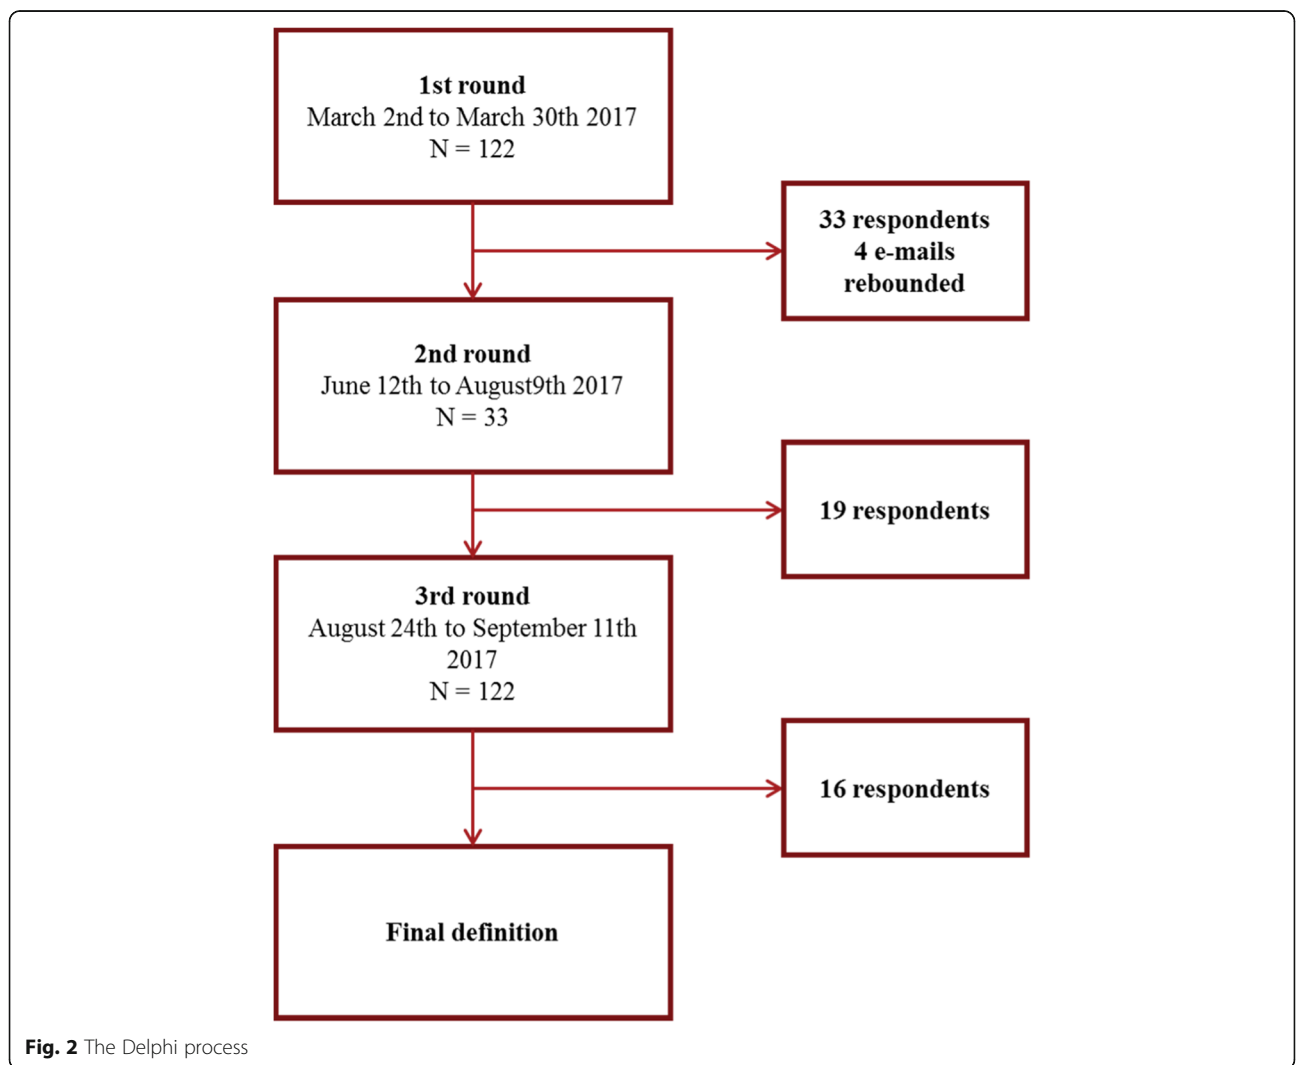 1st round
March 2nd to March 30th 2017
N = 122
33 respondents
4 e-mails
rebounded
2nd round
June 12th to August9th 2017
N = 33
19 respondents
3rd round
August 24th to September 11th
2017
N = 122
16 respondents
Final definition
Fig. 2 The Delphi process